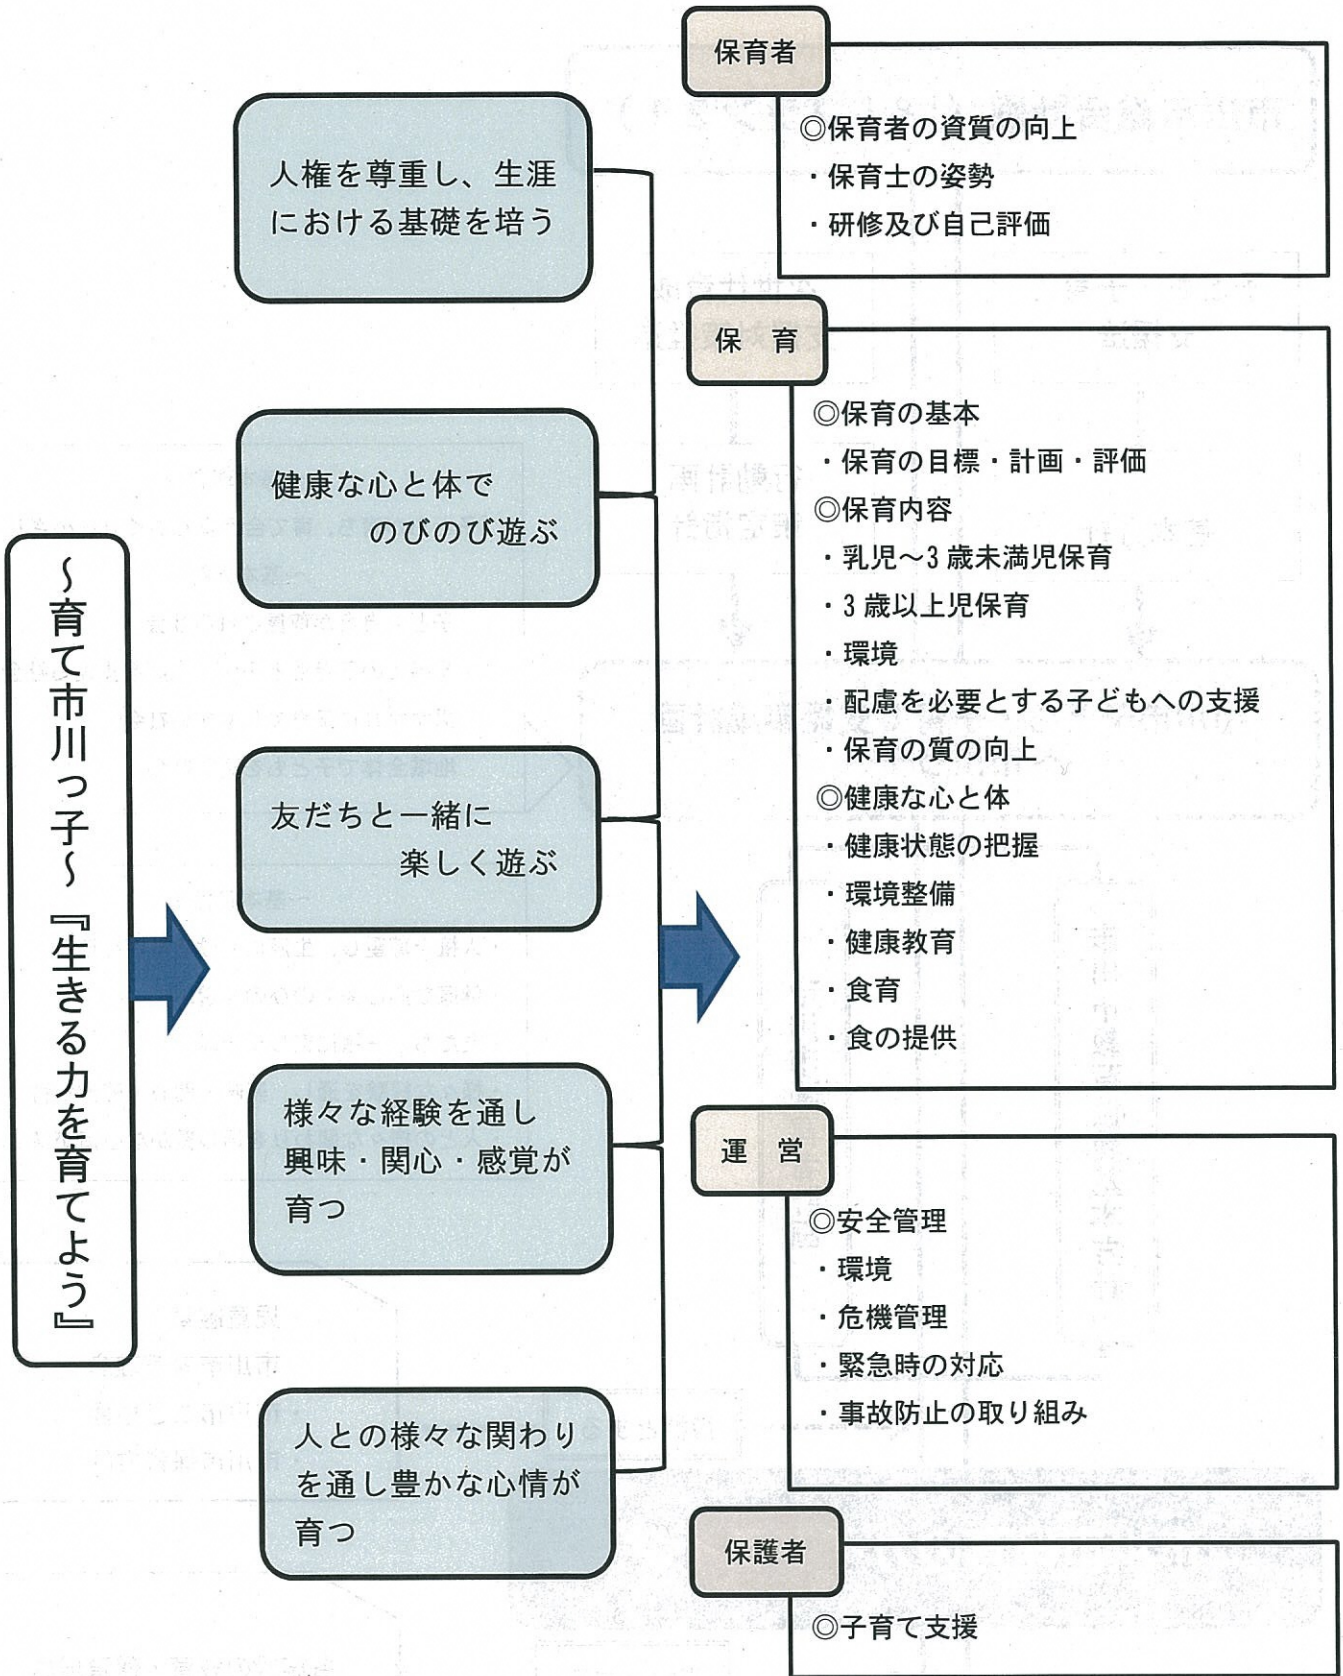 ～育て市川っ子～『生きる力を育てよう』
人権を尊重し、生涯
における基礎を培う
健康な心と体で
のびのび遊ぶ
友だちと一緒に
楽しく遊ぶ
様々な経験を通し
興味・関心・感覚が
育つ
人との様々な関わり
を通し豊かな心情が
育つ
保育者
◎保育者の資質の向上
・保育士の姿勢
・研修及び自己評価
保 育
◎保育の基本
・保育の目標・計画・評価
◎保育内容
・乳児～3歳未満児保育
・3歳以上児保育
・環境
・配慮を必要とする子どもへの支援
・保育の質の向上
◎健康な心と体
・健康状態の把握
・環境整備
・健康教育
・食育
・食の提供
運 営
◎安全管理
・環境
・危機管理
・緊急時の対応
・事故防止の取り組み
保護者
◎子育て支援